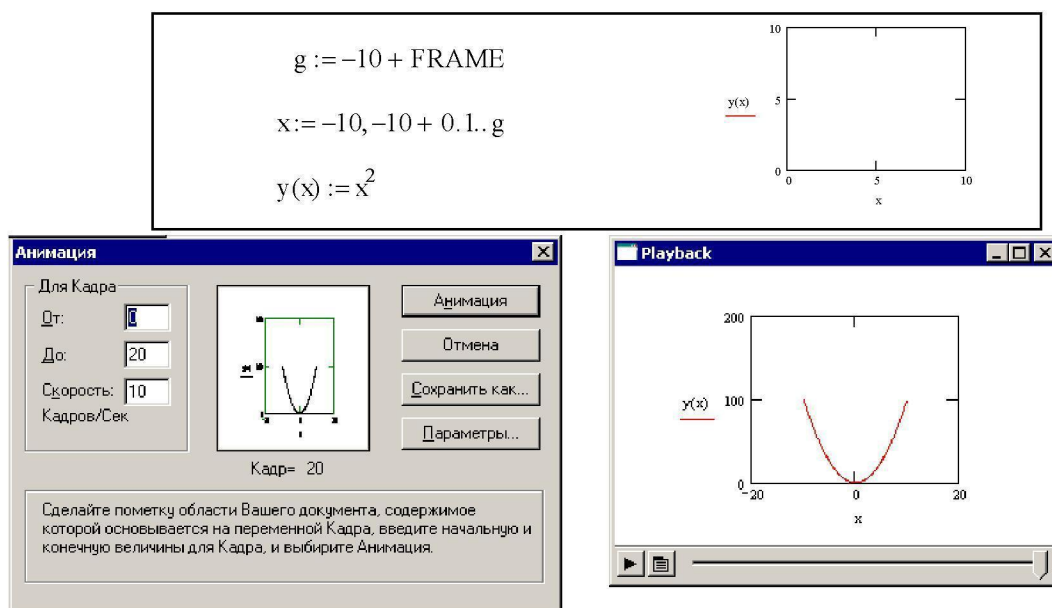 g := −10 + FRAME
x := −10, −10 + 0.1 .. g
y(x) := x²
10
y(x)
5
0
0 5 10
x
Анимация
Для Кадра
От: 0
До: 20
Скорость: 10
Кадров/Сек
Кадр= 20
Анимация
Отмена
Сохранить как...
Параметры...
Сделайте пометку области Вашего документа, содержимое
которой основывается на переменной Кадра, введите начальную и
конечную величины для Кадра, и выбирите Анимация.
Playback
200
y(x)
100
0
−20 0 20
x